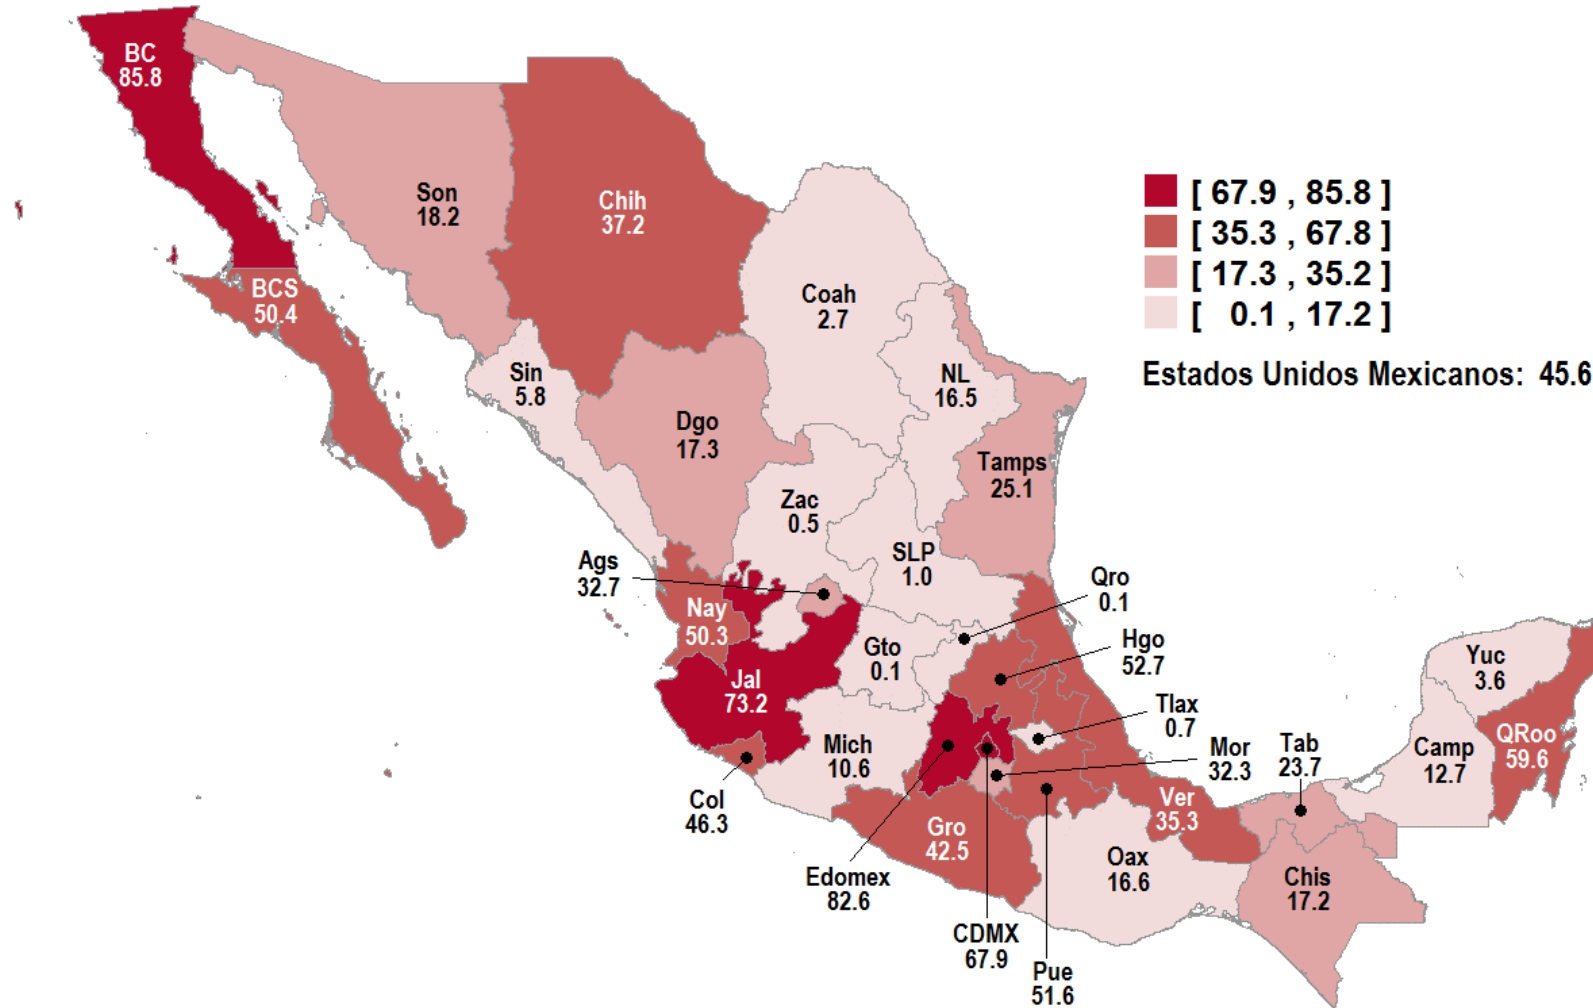 BC
85.8
Son
18.2
Chih
37.2
BCS
50.4
Coah
2.7
Sin
5.8
NL
16.5
Dgo
17.3
Tamps
25.1
Zac
0.5
SLP
1.0
Ags
32.7
Nay
50.3
Jal
73.2
Gto
0.1
Qro
0.1
Hgo
52.7
Tlax
0.7
Mor
32.3
Tab
23.7
Yuc
3.6
QRoo
59.6
Camp
12.7
Mich
10.6
Col
46.3
Gro
42.5
Edomex
82.6
CDMX
67.9
Pue
51.6
Ver
35.3
Oax
16.6
Chis
17.2
[ 67.9 , 85.8 ]
[ 35.3 , 67.8 ]
[ 17.3 , 35.2 ]
[ 0.1 , 17.2 ]
Estados Unidos Mexicanos: 45.6